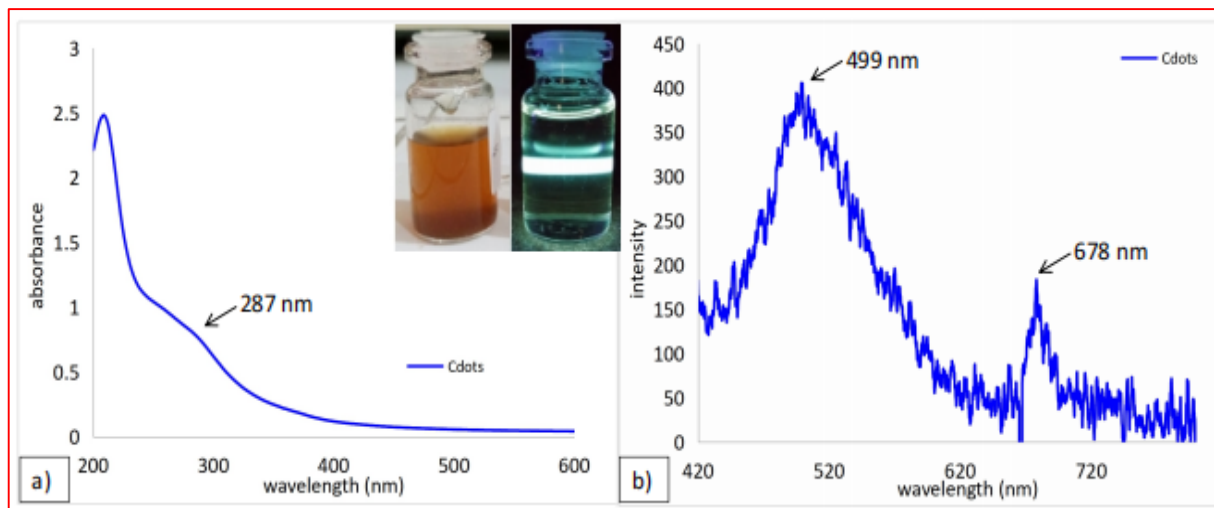 3
2.5
2
1.5
1
0.5
0
absorbance
287 nm
Cdots
200 300 400 500 600
wavelength (nm)
a)
450
400
350
300
250
200
150
100
50
0
intensity
499 nm
Cdots
678 nm
420 520 620 720
wavelength (nm)
b)